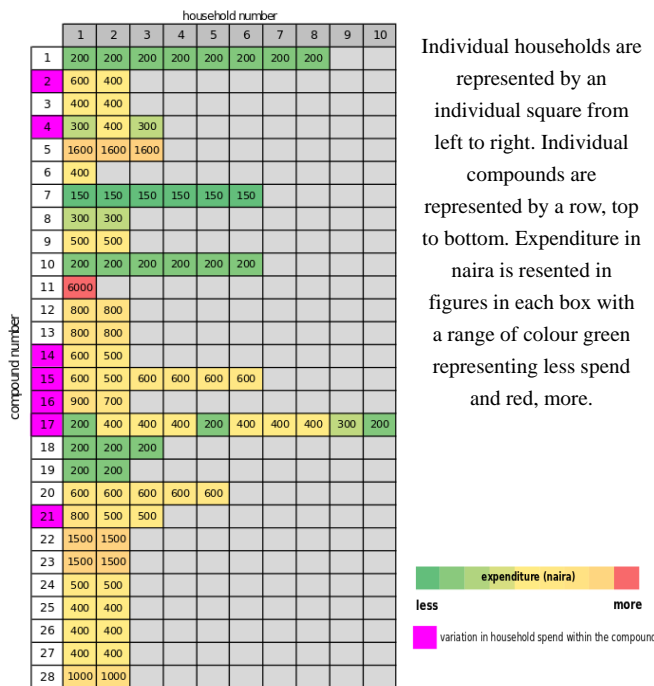 household number
1 2 3 4 5 6 7 8 9 10
1 200 200 200 200 200 200 200 200
2 600 400
3 400 400
4 300 400 300
5 1600 1600 1600
6 400
7 150 150 150 150 150 150
8 300 300
9 500 500
10 200 200 200 200 200 200
11 6000
12 800 800
13 800 800
14 600 500
15 600 500 600 600 600 600
16 900 700
17 200 400 400 400 200 400 400 400 300 200
18 200 200 200
19 200 200
20 600 600 600 600 600
21 800 500 500
22 1500 1500
23 1500 1500
24 500 500
25 400 400
26 400 400
27 400 400
28 1000 1000
compound number
Individual households are
represented by an
individual square from
left to right. Individual
compounds are
represented by a row, top
to bottom. Expenditure in
naira is resented in
figures in each box with
a range of colour green
representing less spend
and red, more.
expenditure (naira)
less more
variation in household spend within the compound